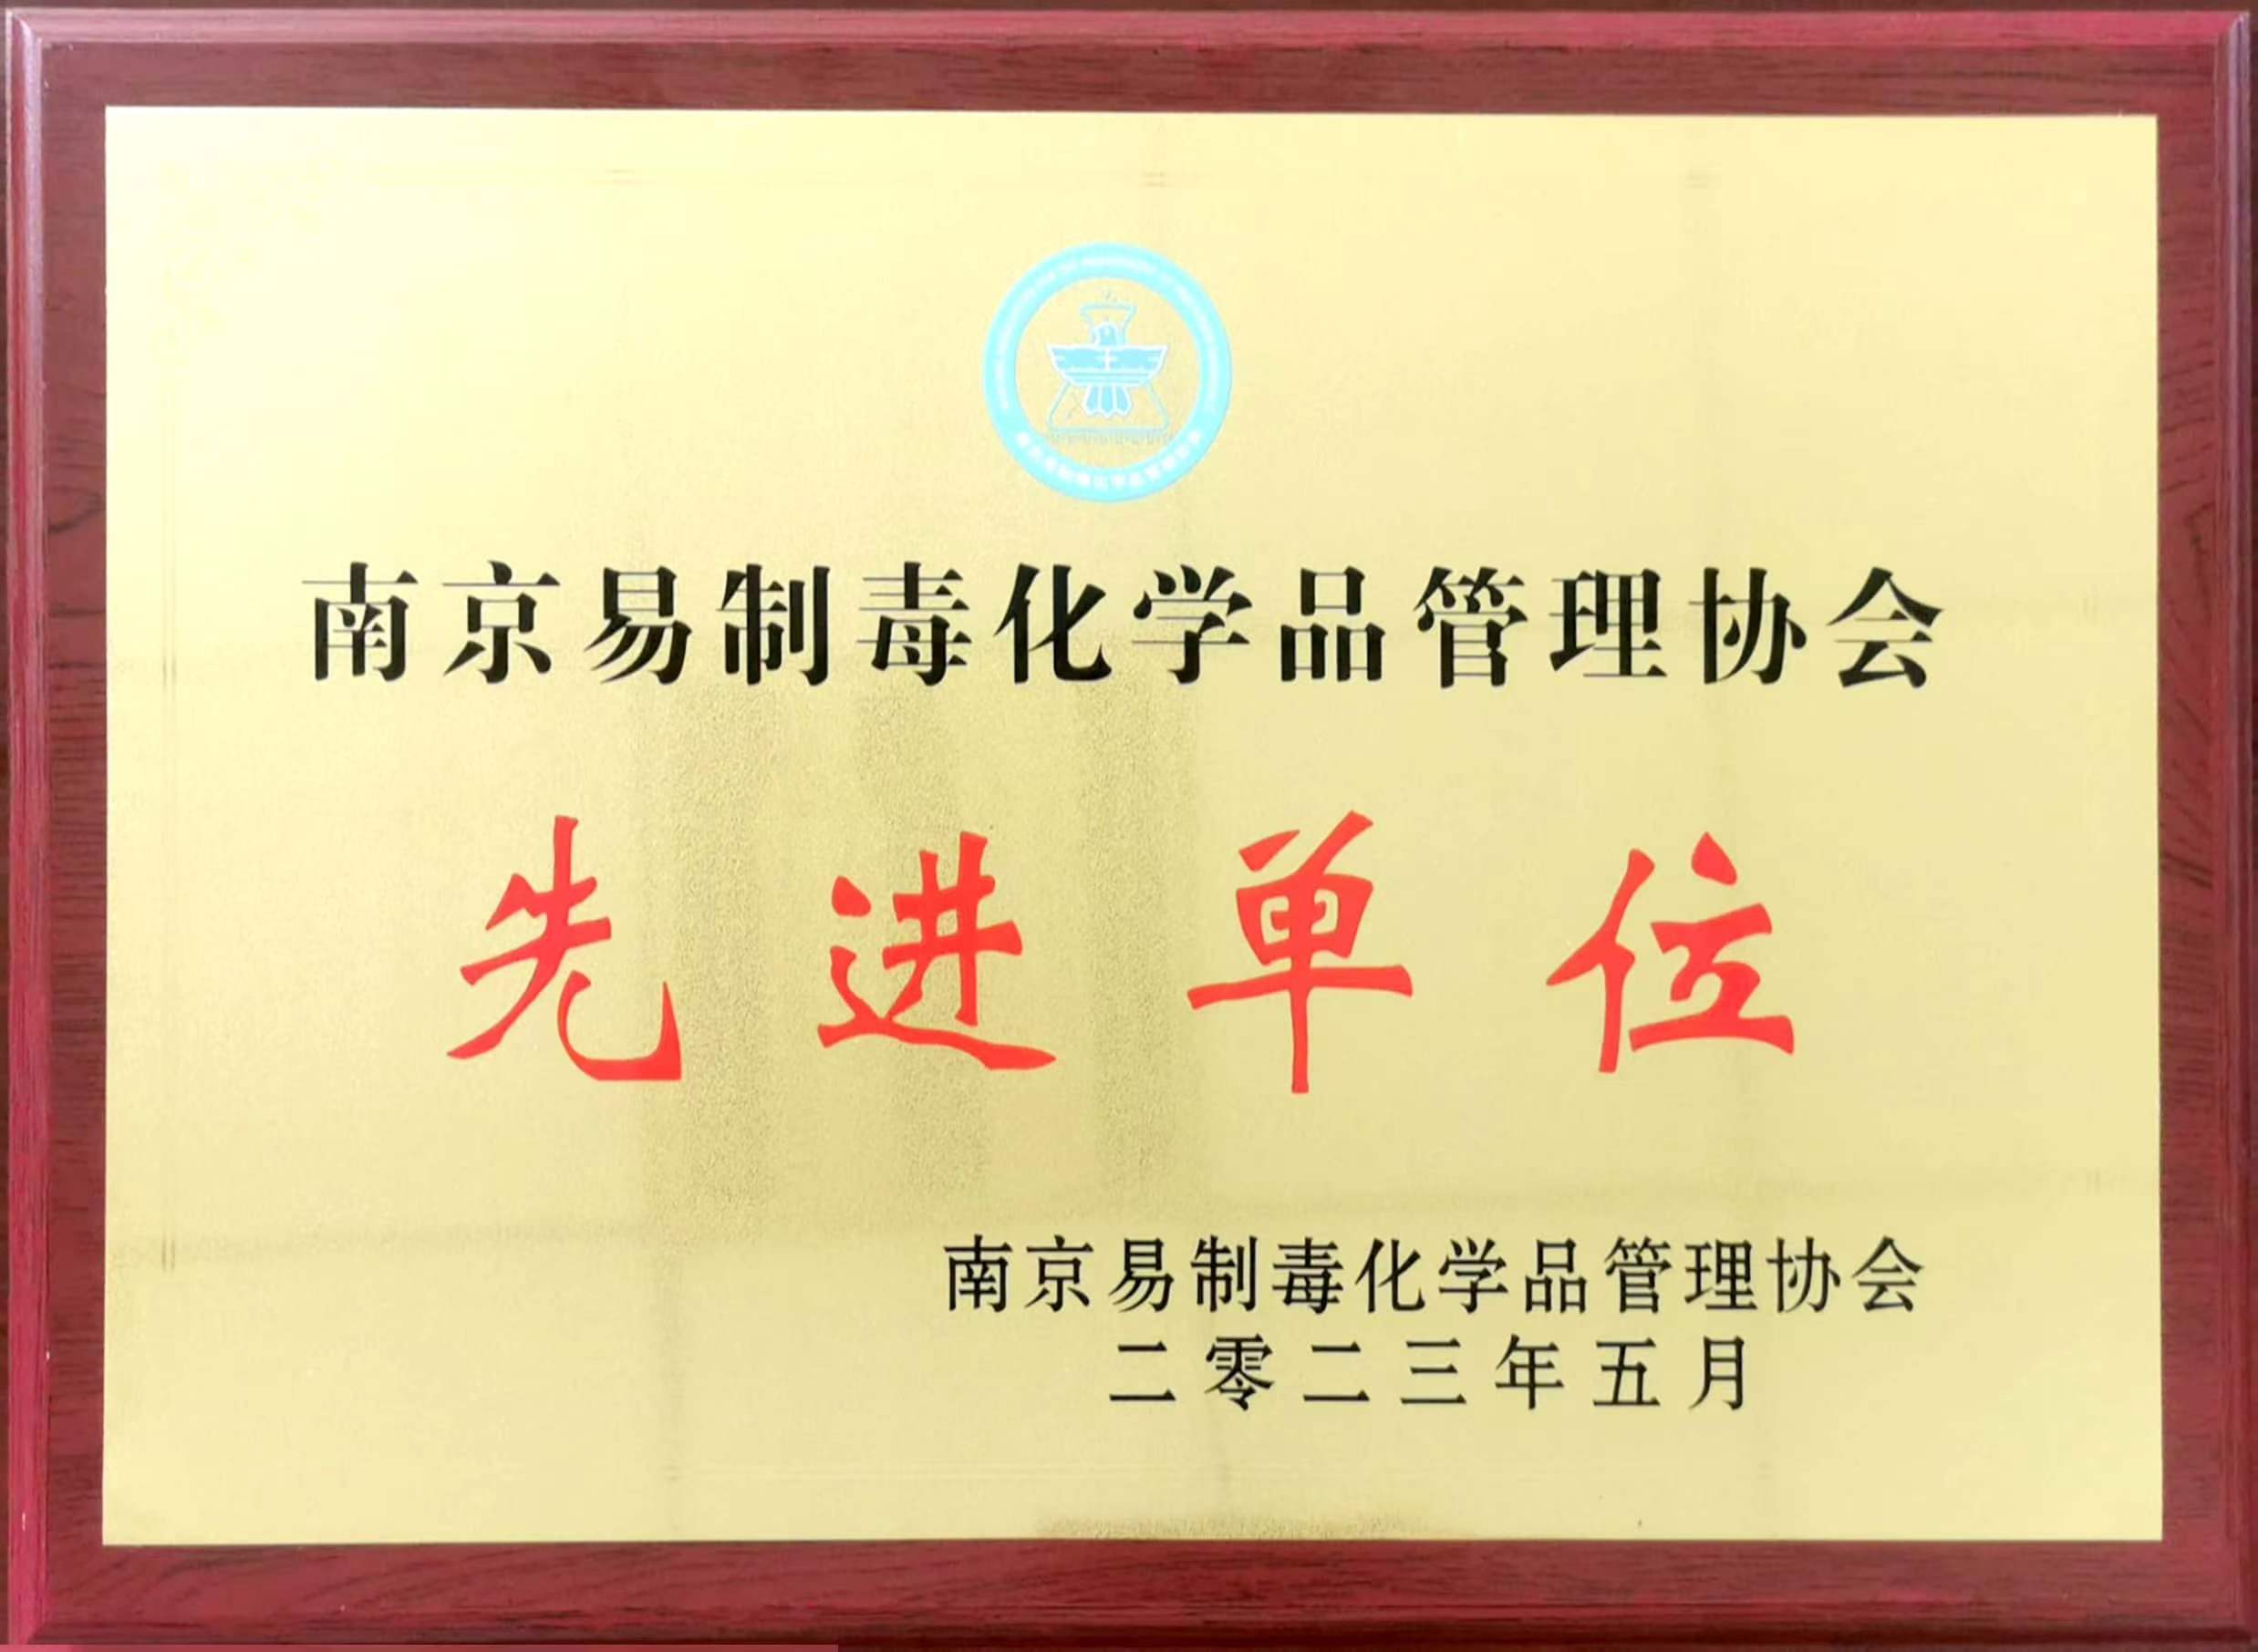 南京易制毒化学品管理协会
先进单位
南京易制毒化学品管理协会
二零二三年五月